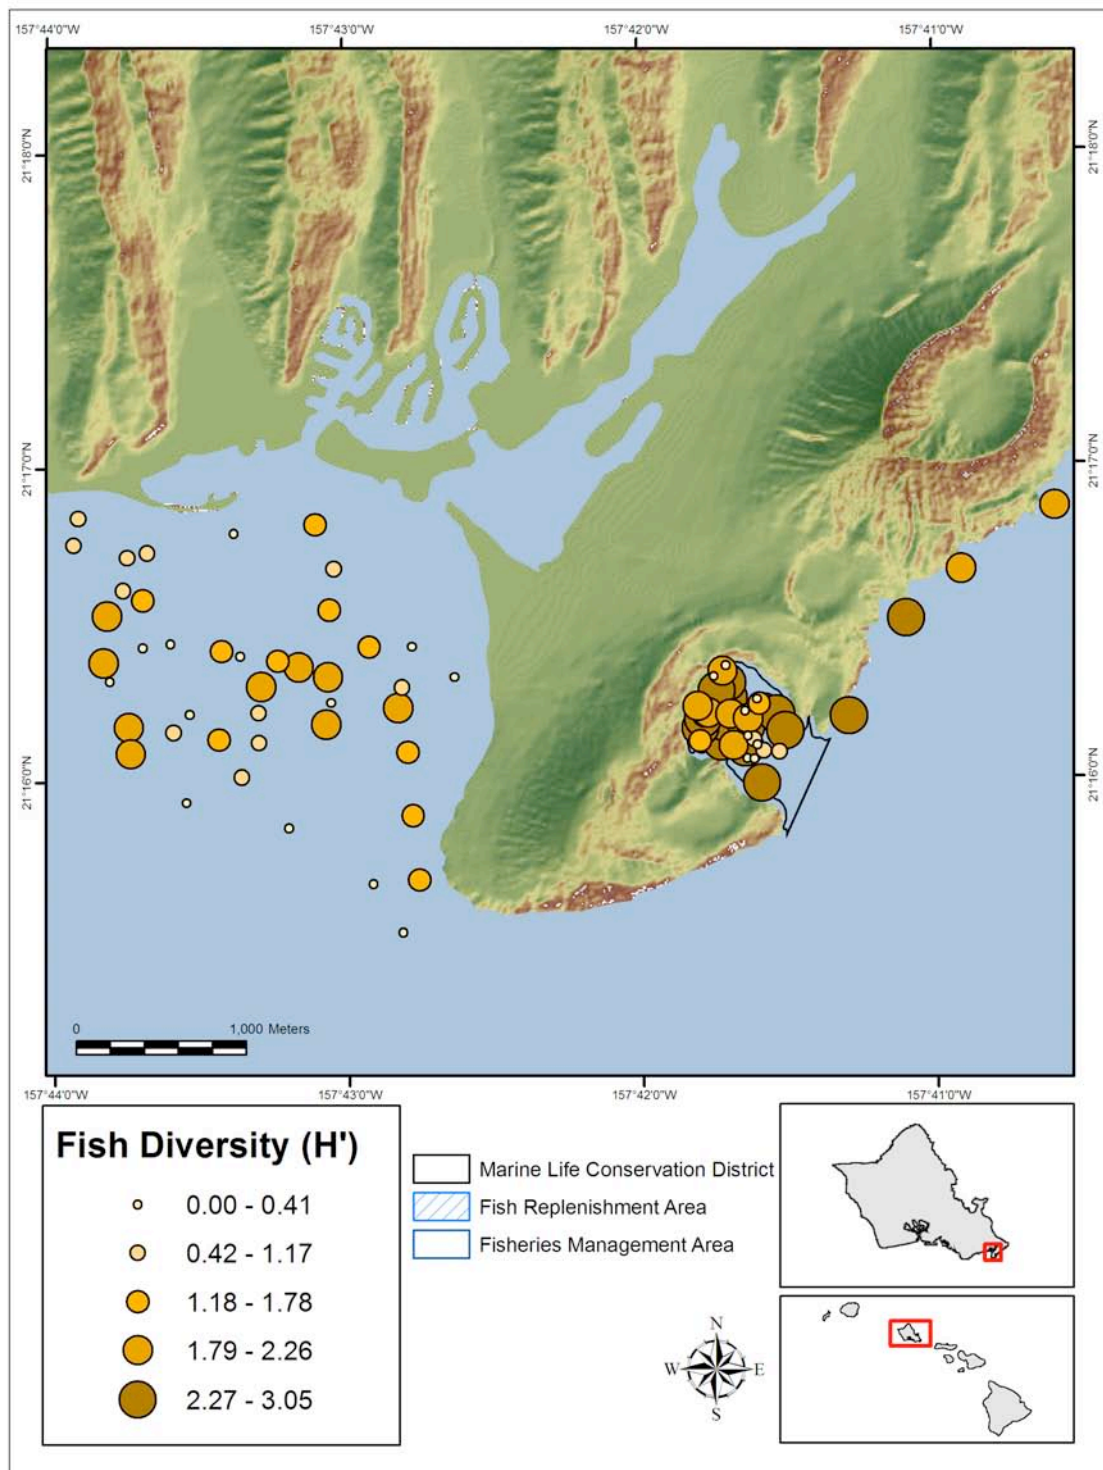 157°44'0"W 157°43'0"W 157°42'0"W 157°41'0"W
21°18'0"N
21°18'0"N
21°17'0"N
21°17'0"N
21°16'0"N
21°16'0"N
0 1,000 Meters
157°44'0"W 157°43'0"W 157°42'0"W 157°41'0"W
Fish Diversity (H')
0.00 - 0.41
0.42 - 1.17
1.18 - 1.78
1.79 - 2.26
2.27 - 3.05
Marine Life Conservation District
Fish Replenishment Area
Fisheries Management Area
N
W E
S